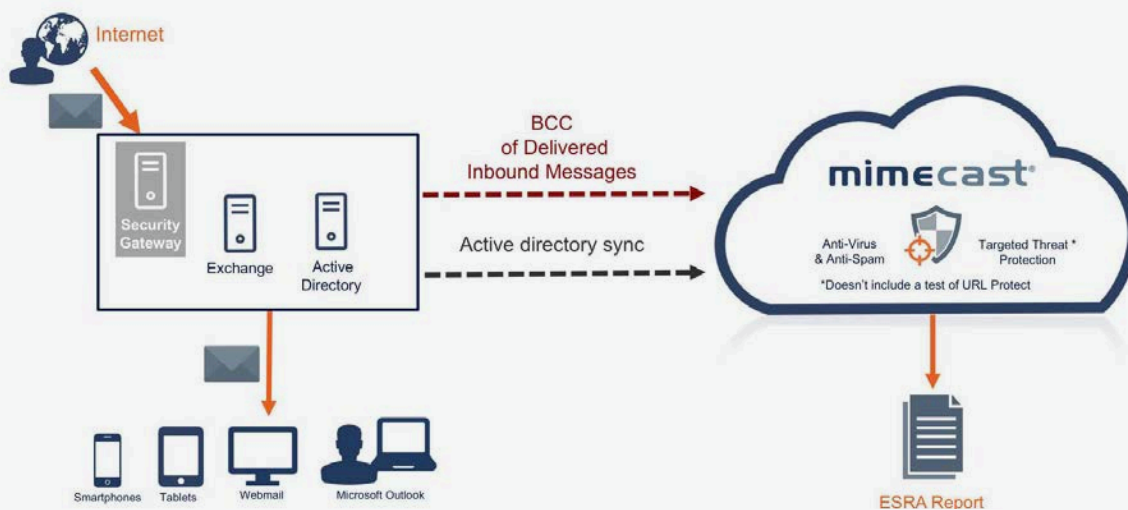 Internet
BCC
of Delivered
Inbound Messages
mimecast®
Security
Gateway
Exchange
Active
Directory
Active directory sync
Anti-Virus
& Anti-Spam
Targeted Threat *
Protection
*Doesn't include a test of URL Protect
Smartphones
Tablets
Webmail
Microsoft Outlook
ESRA Report